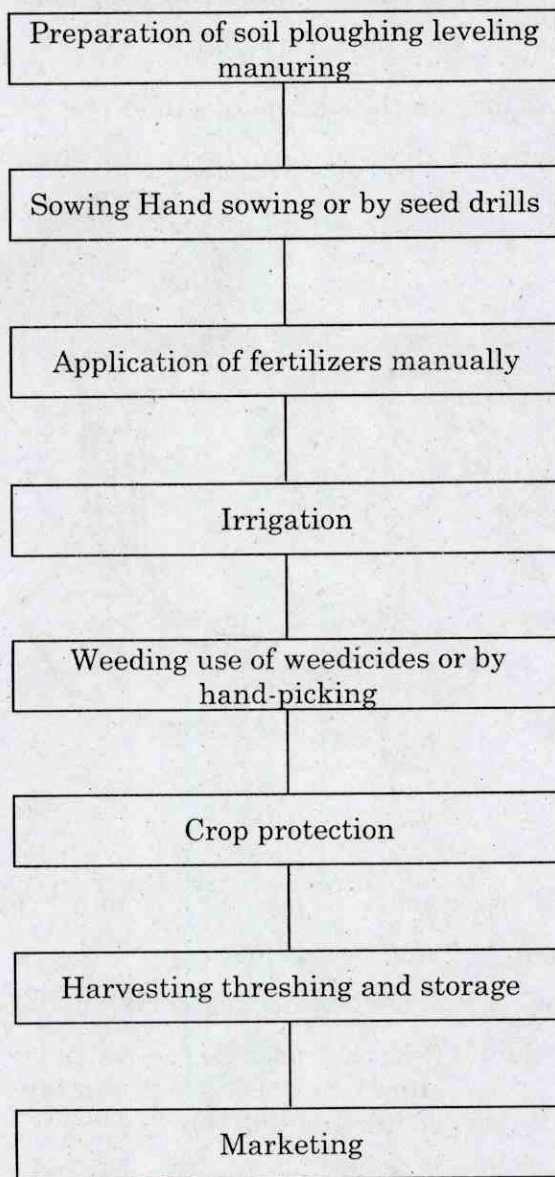 Preparation of soil ploughing leveling
manuring
Sowing Hand sowing or by seed drills
Application of fertilizers manually
Irrigation
Weeding use of weedicides or by
hand-picking
Crop protection
Harvesting threshing and storage
Marketing